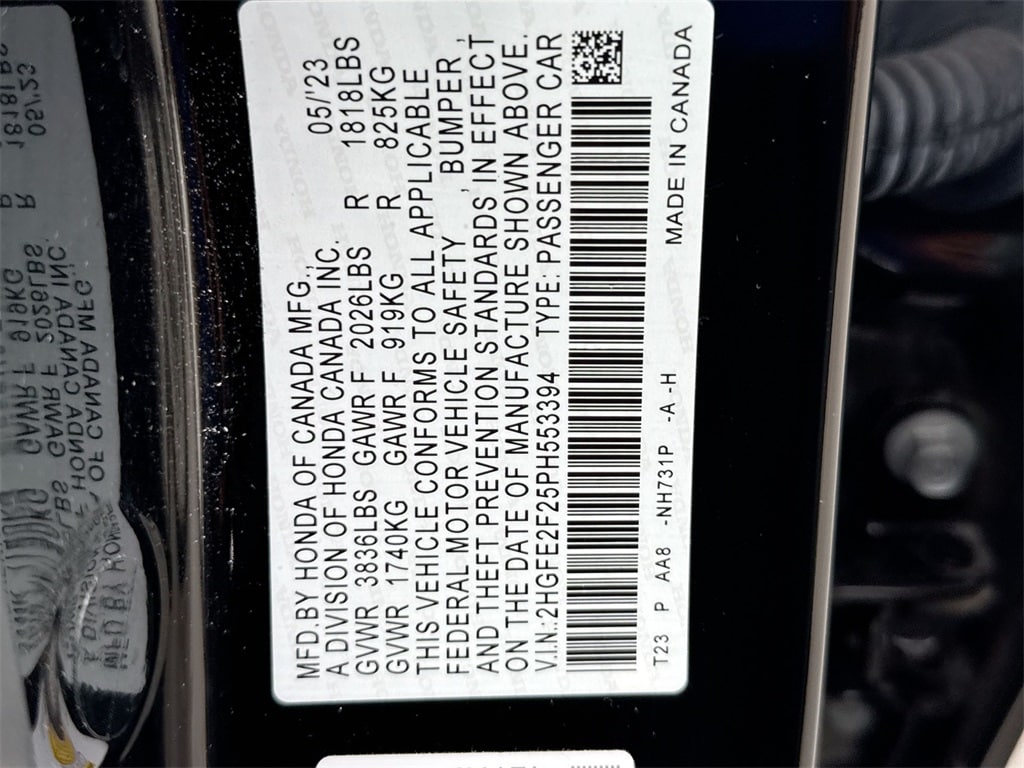 MFD.BY HONDA OF CANADA MFG.,
A DIVISION OF HONDA CANADA INC. 05/'23
GVWR 3836LBS GAWR F 2026LBS R 1818LBS
GVWR 1740KG GAWR F 919KG R 825KG
THIS VEHICLE CONFORMS TO ALL APPLICABLE
FEDERAL MOTOR VEHICLE SAFETY , BUMPER ,
AND THEFT PREVENTION STANDARDS IN EFFECT
ON THE DATE OF MANUFACTURE SHOWN ABOVE.
V.I.N.:2HGFE2F25PH553394 TYPE: PASSENGER CAR
T23 P AA8 -NH731P -A -H MADE IN CANADA